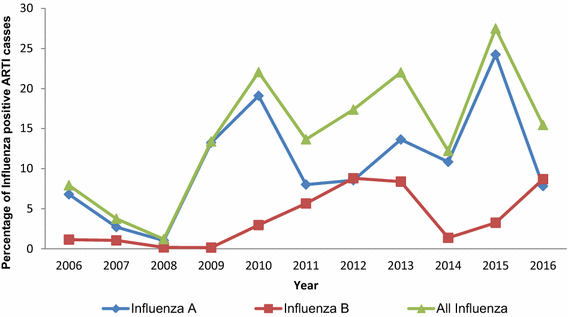 Percentage of Influenza positive ARTI casses
30
25
20
15
10
5
0
2006 2007 2008 2009 2010 2011 2012 2013 2014 2015 2016
Year
Influenza A Influenza B All Influenza